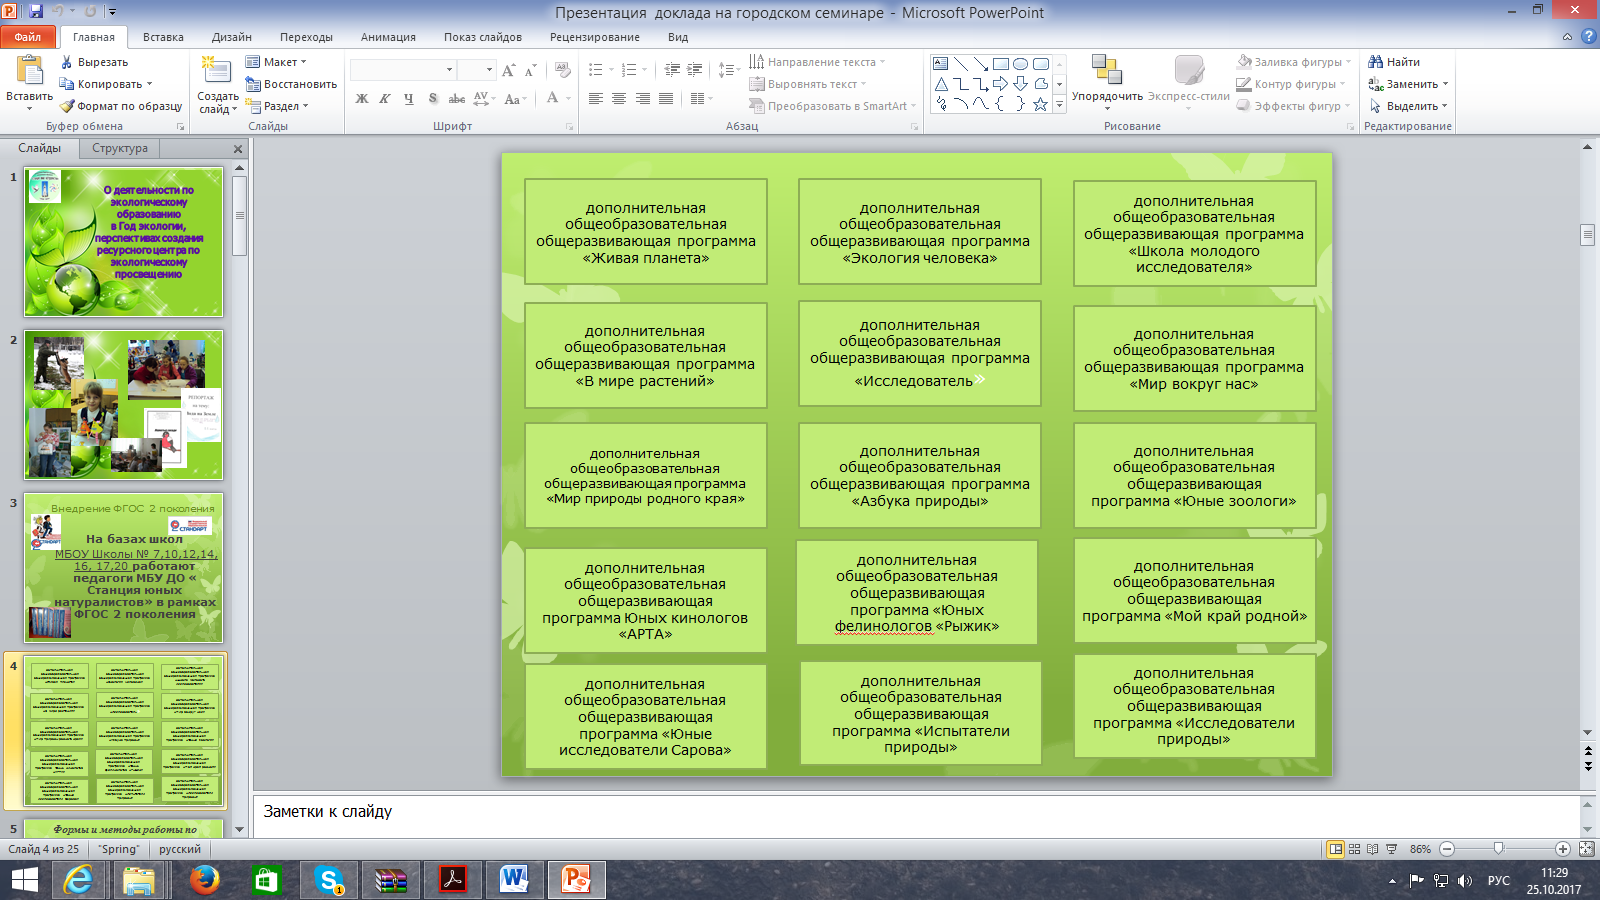 Презентация доклада на городском семинаре - Microsoft PowerPoint
Файл
Главная
Вставка
Дизайн
Переходы
Анимация
Показ слайдов
Рецензирование
Вид
Вставить
Вырезать
Копировать
Формат по образцу
Буфер обмена
Создать
слайд
Макет
Восстановить
Раздел
Слайды
Ж К Ч S abc AV Aa A
Шрифт
Направление текста
Выровнять текст
Преобразовать в SmartArt
Абзац
Упорядочить
Экспресс-стили
Заливка фигуры
Контур фигуры
Эффекты фигур
Рисование
Найти
Заменить
Выделить
Редактирование
Слайды
Структура
1
О деятельности по
экологическому
образованию
в Год экологии,
перспективах создания
ресурсного центра по
экологическому
просвещению
2
РЕПОРТАЖ
3
Внедрение ФГОС 2 поколения
СТАНДАРТ
На базах школ
МБОУ Школы № 7,10,12,14,
16, 17,20 работают
педагоги МБУ ДО «
Станция юных
натуралистов» в рамках
ФГОС 2 поколения
4
5
Формы и методы работы по
дополнительная
общеобразовательная
общеразвивающая программа
«Живая планета»
дополнительная
общеобразовательная
общеразвивающая программа
«Экология человека»
дополнительная
общеобразовательная
общеразвивающая программа
«Школа молодого
исследователя»
дополнительная
общеобразовательная
общеразвивающая программа
«В мире растений»
дополнительная
общеобразовательная
общеразвивающая программа
«Исследователь»
дополнительная
общеобразовательная
общеразвивающая программа
«Мир вокруг нас»
дополнительная
общеобразовательная
общеразвивающая программа
«Мир природы родного края»
дополнительная
общеобразовательная
общеразвивающая программа
«Азбука природы»
дополнительная
общеобразовательная
общеразвивающая
программа «Юные зоологи»
дополнительная
общеобразовательная
общеразвивающая
программа Юных кинологов
«АРТА»
дополнительная
общеобразовательная
общеразвивающая
программа «Юных
фелинологов «Рыжик»
дополнительная
общеобразовательная
общеразвивающая
программа «Мой край родной»
дополнительная
общеобразовательная
общеразвивающая
программа «Юные
исследователи Сарова»
дополнительная
общеобразовательная
общеразвивающая
программа «Испытатели
природы»
дополнительная
общеобразовательная
общеразвивающая
программа «Исследователи
природы»
Заметки к слайду
Слайд 4 из 25
"Spring"
русский
86%
РУС
11:29
25.10.2017